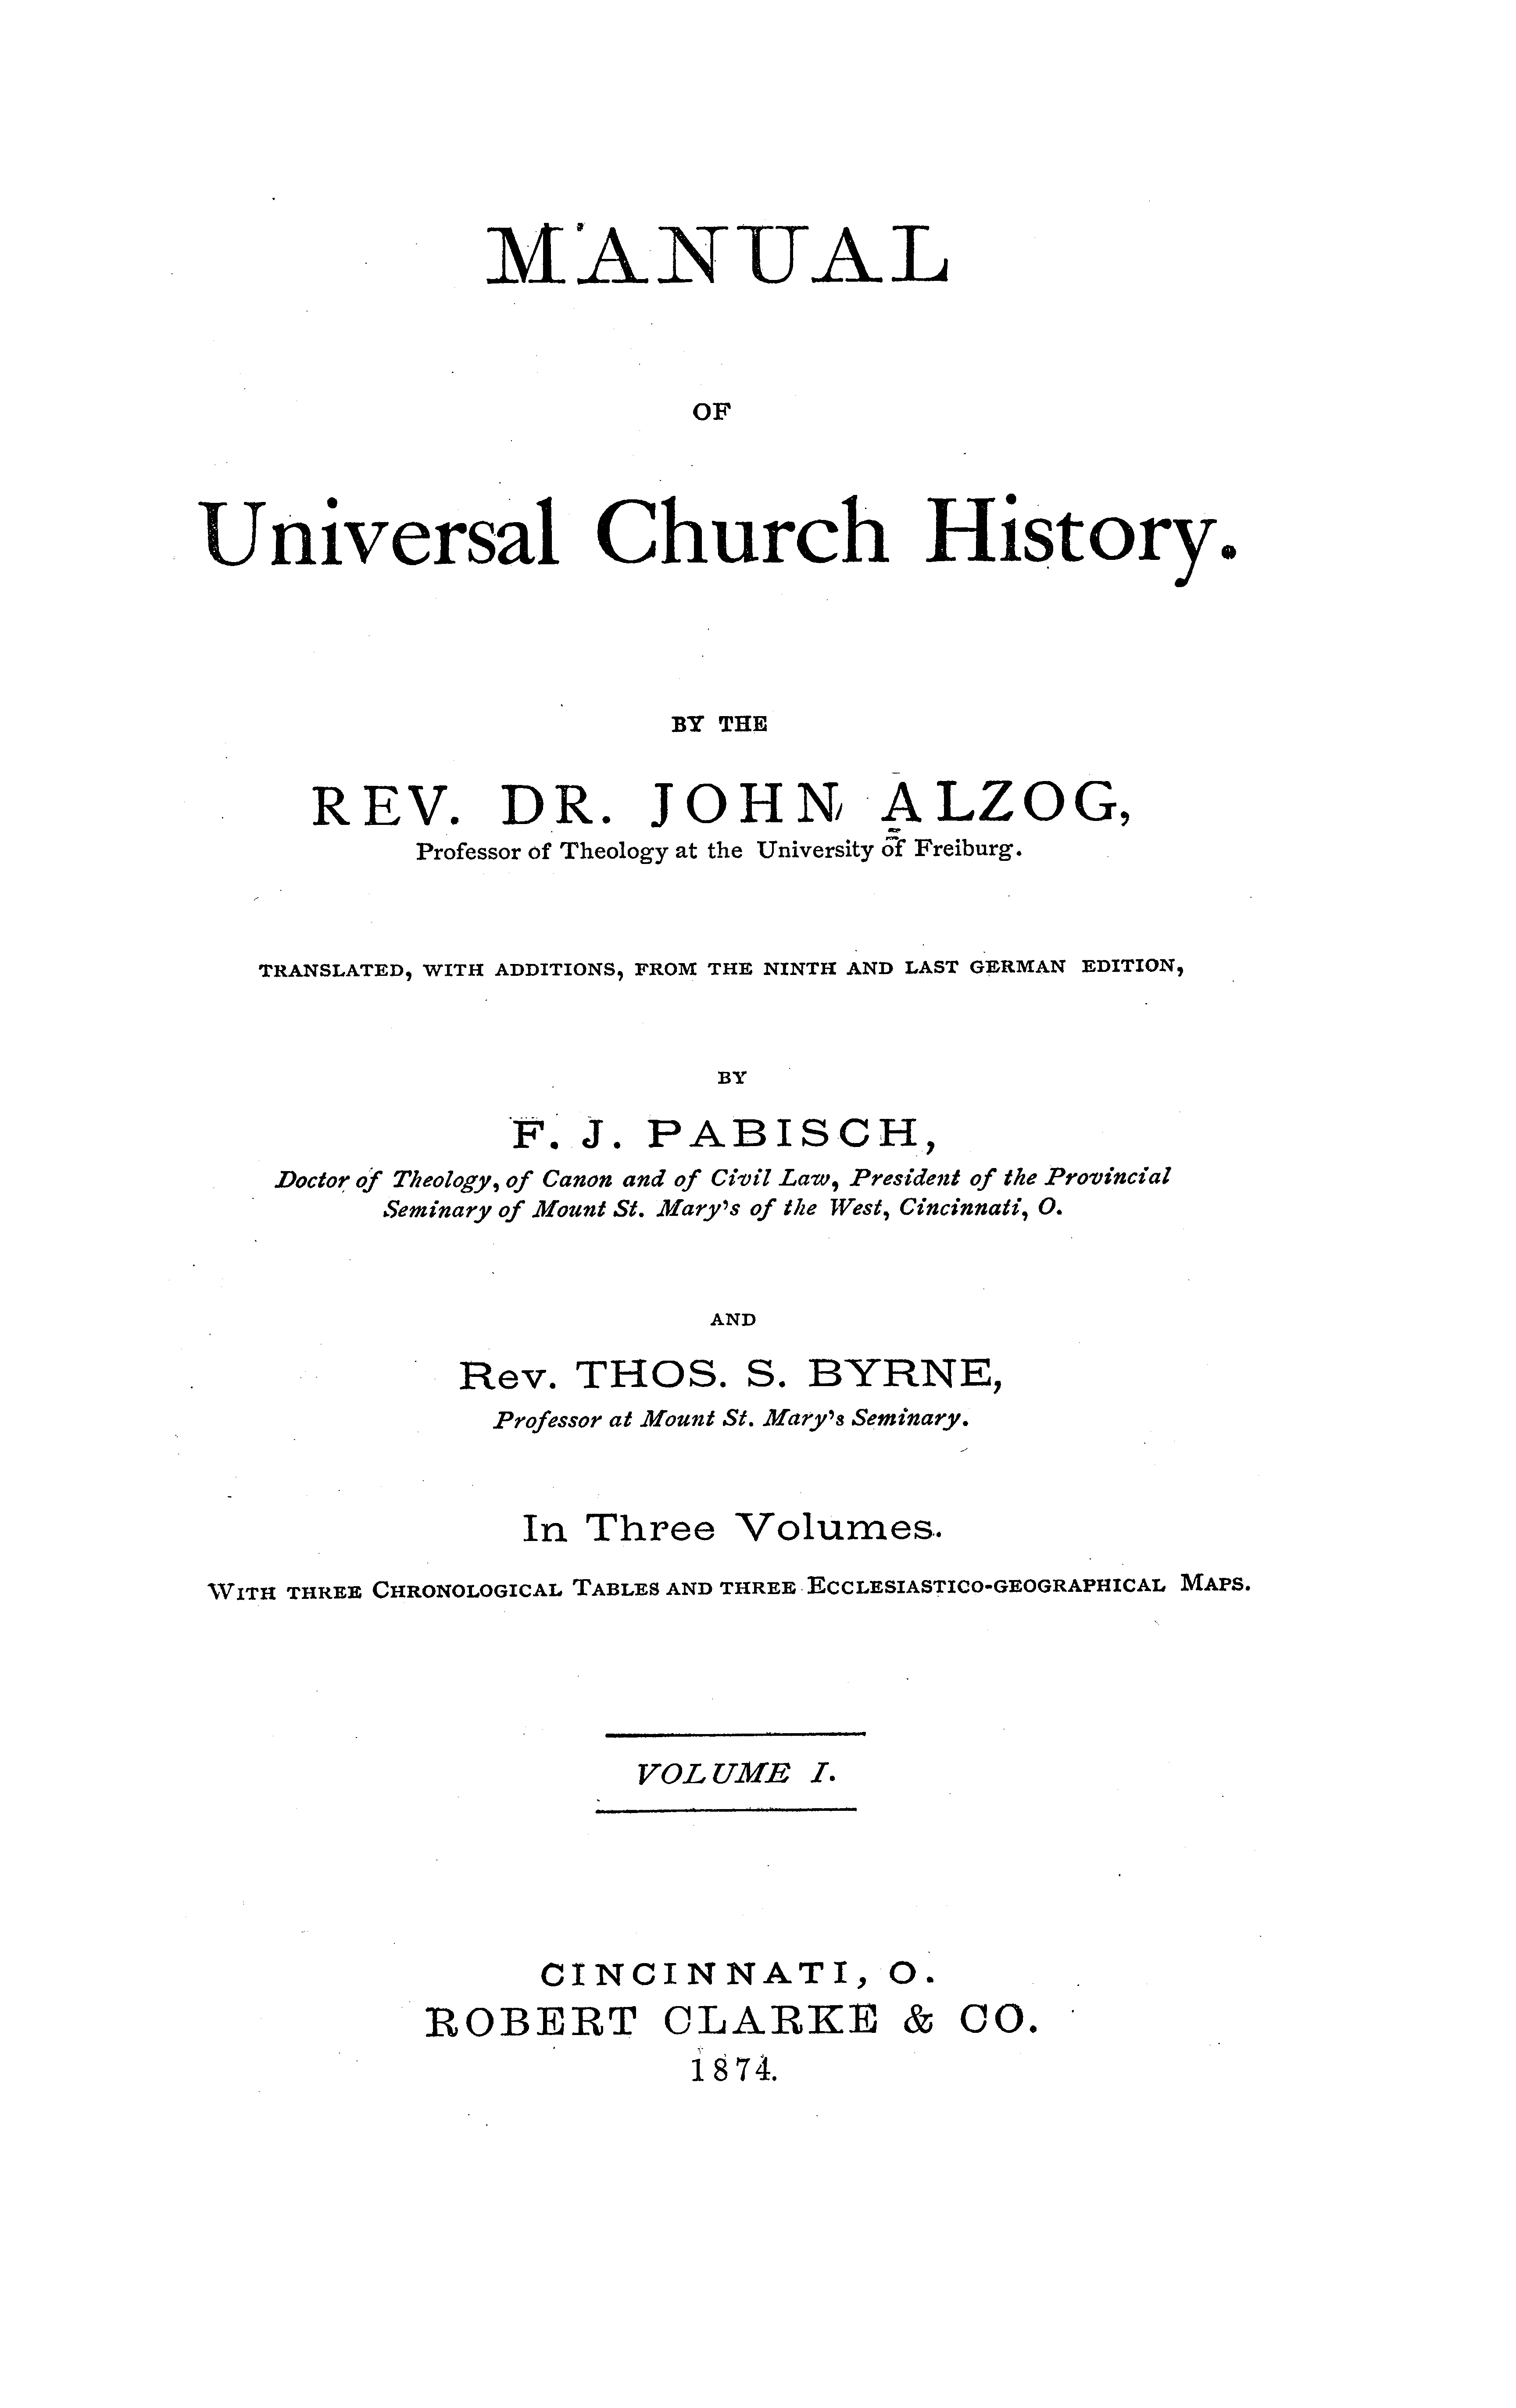 MANUAL
OF
Universal Church History.
BY THE
REV. DR. JOHN ALZOG,
Professor of Theology at the University of Freiburg.
TRANSLATED, WITH ADDITIONS, FROM THE NINTH AND LAST GERMAN EDITION,
BY
F. J. PABISCH,
Doctor of Theology, of Canon and of Civil Law, President of the Provincial
Seminary of Mount St. Mary's of the West, Cincinnati, O.
AND
Rev. THOS. S. BYRNE,
Professor at Mount St. Mary's Seminary.
In Three Volumes.
WITH THREE CHRONOLOGICAL TABLES AND THREE ECCLESIASTICO-GEOGRAPHICAL MAPS.
VOLUME I.
CINCINNATI, O.
ROBERT CLARKE & CO.
1874.